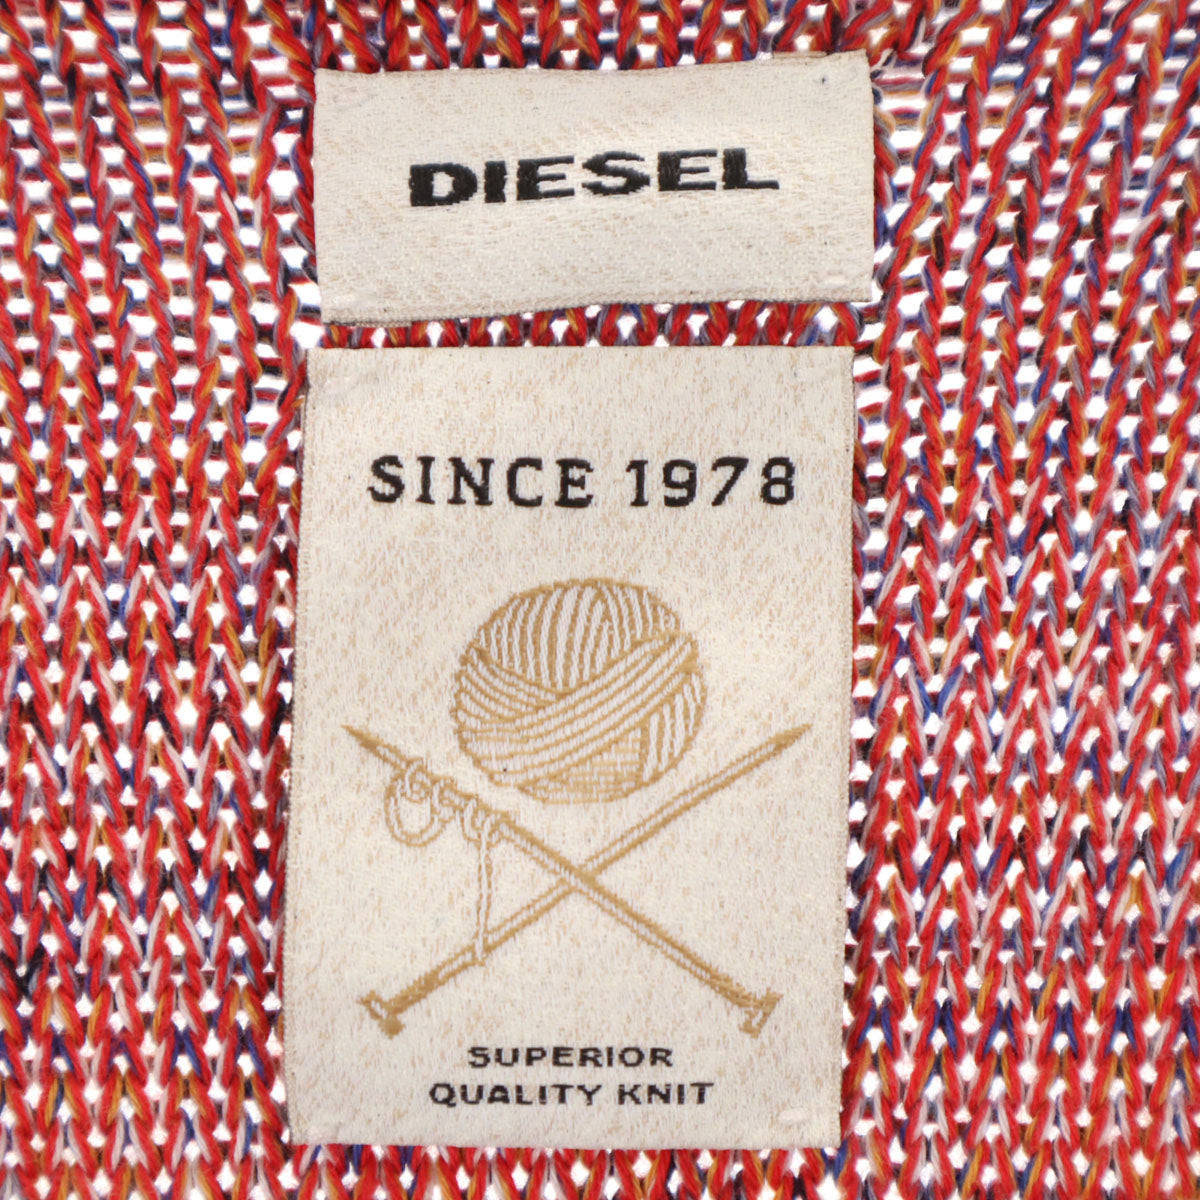 DIESEL
SINCE 1978
SUPERIOR
QUALITY KNIT